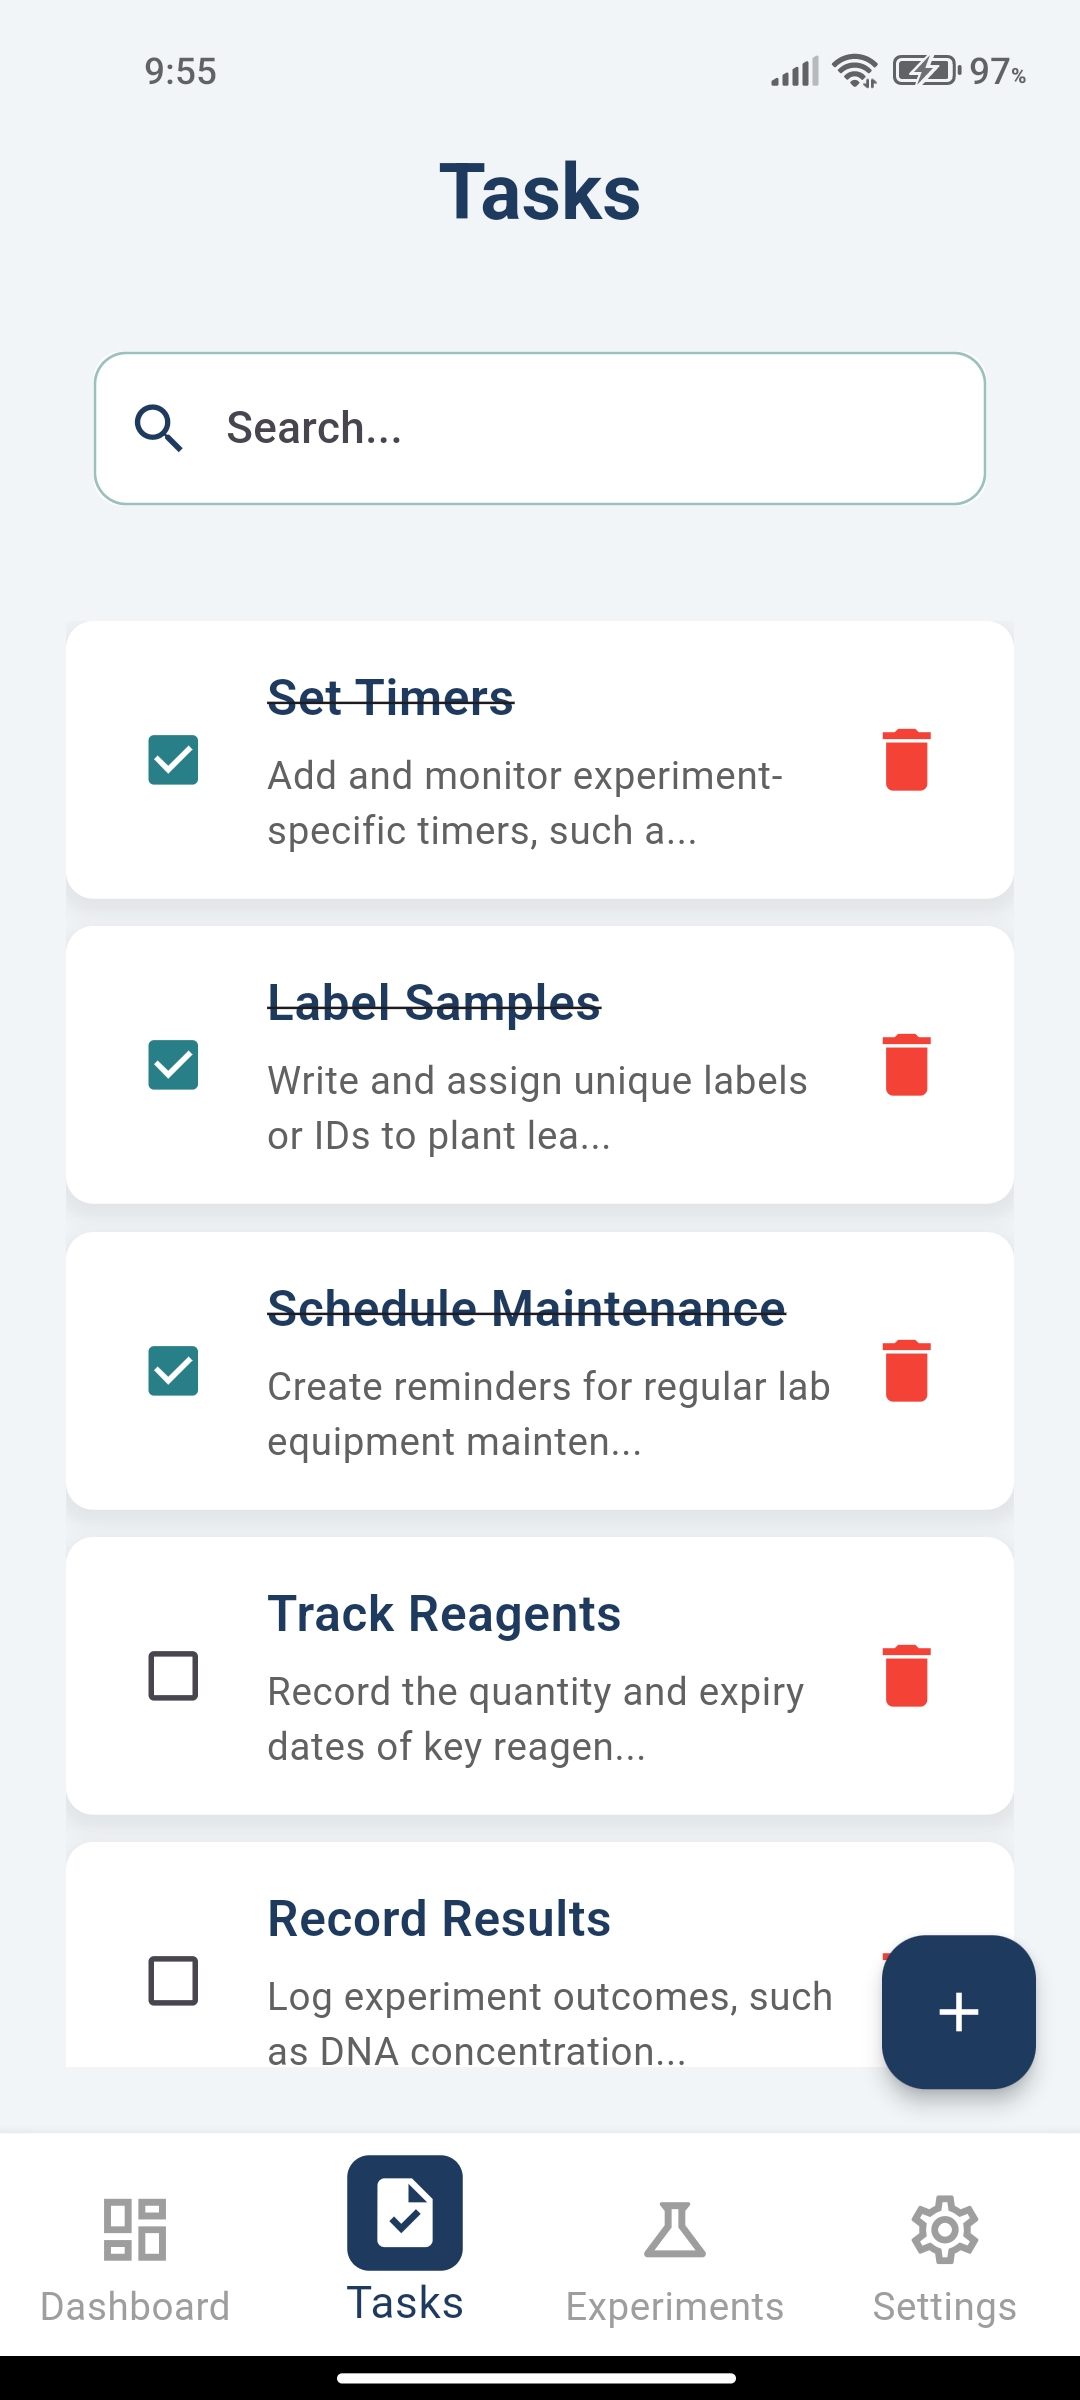 9:55
97%
Tasks
Search...
Set Timers
Add and monitor experiment-
specific timers, such a...
Label Samples
Write and assign unique labels
or IDs to plant lea...
Schedule Maintenance
Create reminders for regular lab
equipment mainten...
Track Reagents
Record the quantity and expiry
dates of key reagen...
Record Results
Log experiment outcomes, such
as DNA concentration...
Dashboard
Tasks
Experiments
Settings